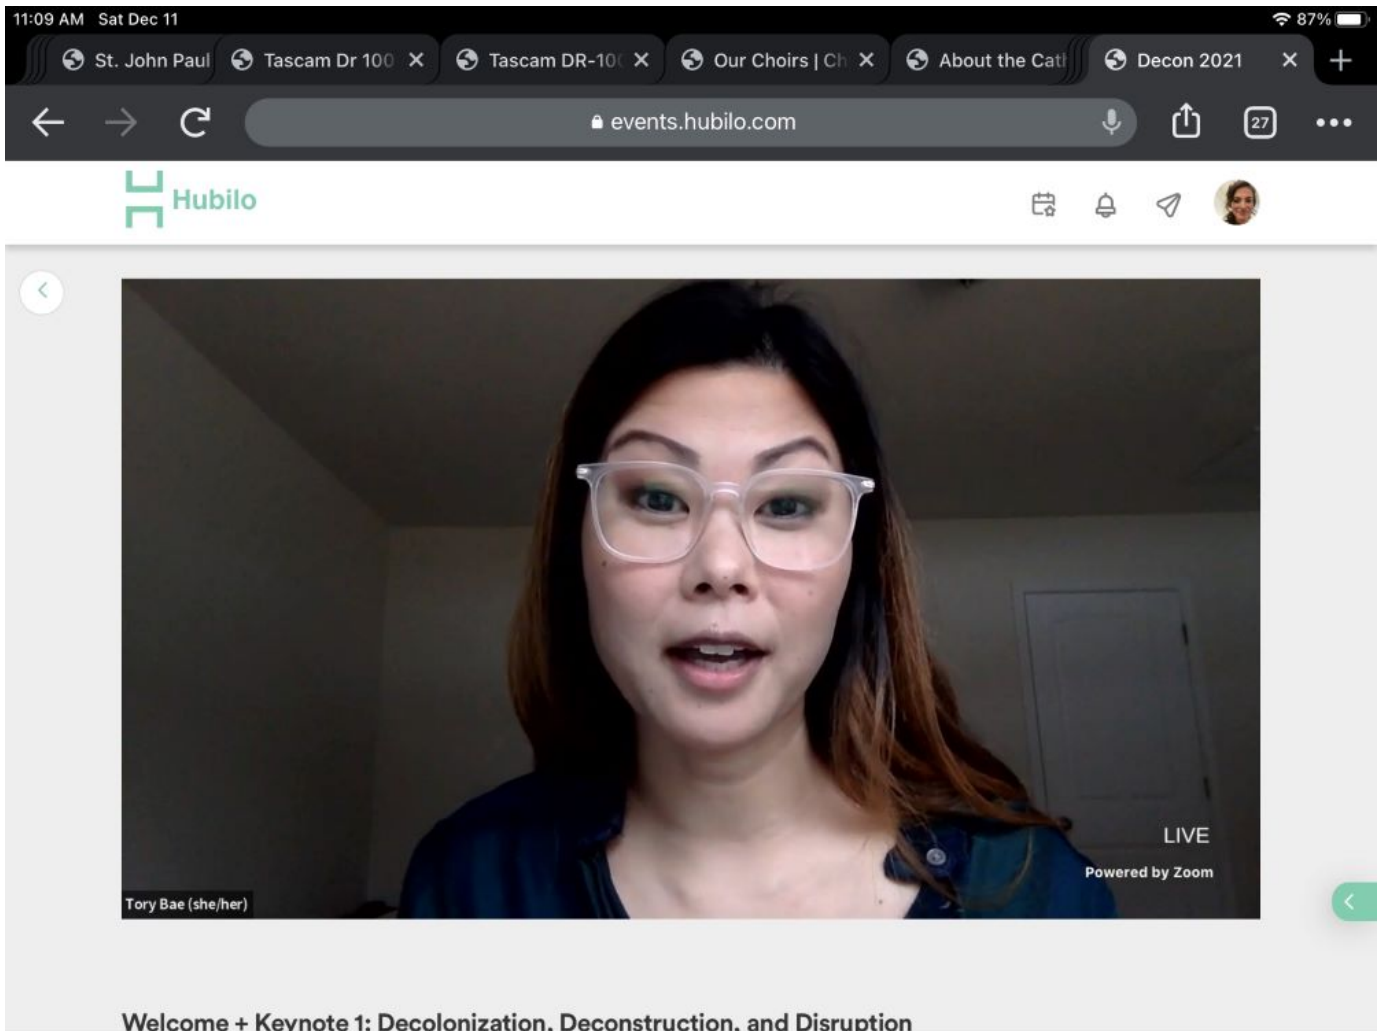 11:09 AM Sat Dec 11 87%
St. John Paul Tascam Dr 100 Tascam DR-10 Our Choirs | Ch About the Cath Decon 2021
events.hubilo.com 27
Hubilo
LIVE
Powered by Zoom
Tory Bae (she/her)
Welcome + Keynote 1: Decolonization, Deconstruction, and Disruption